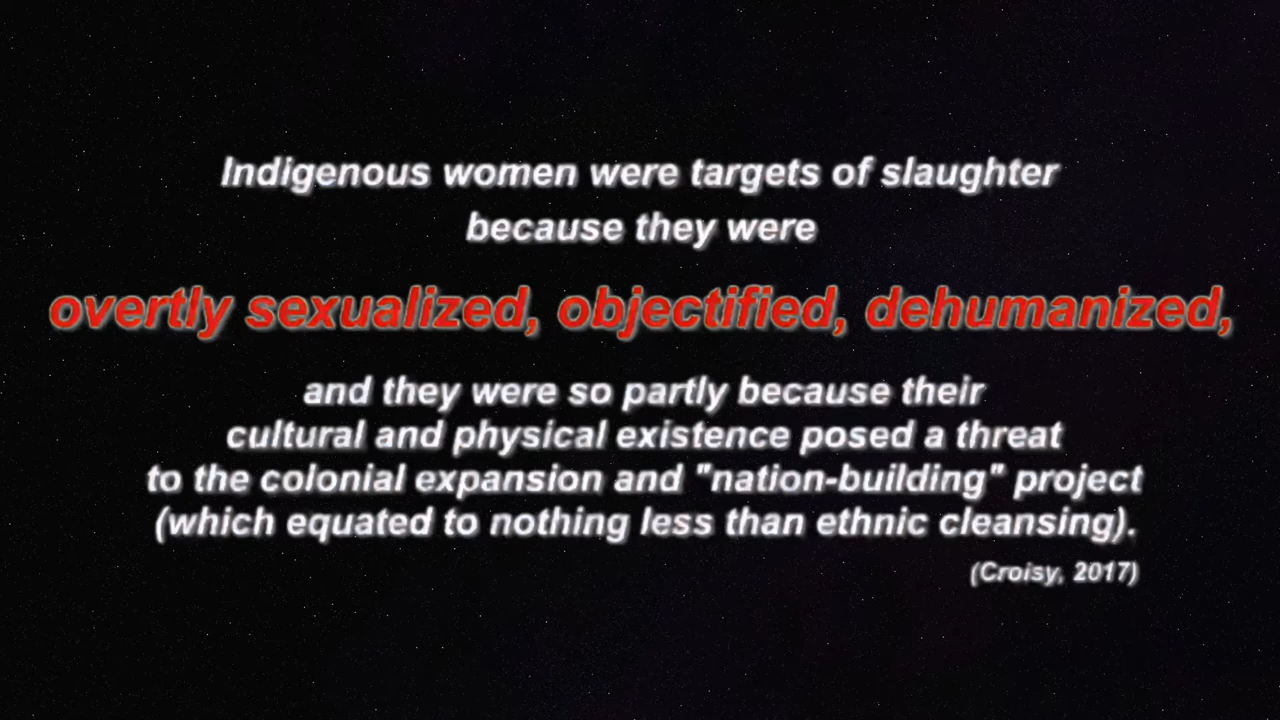 Indigenous women were targets of slaughter
because they were
overtly sexualized, objectified, dehumanized,
and they were so partly because their
cultural and physical existence posed a threat
to the colonial expansion and "nation-building" project
(which equated to nothing less than ethnic cleansing).
(Croisy, 2017)